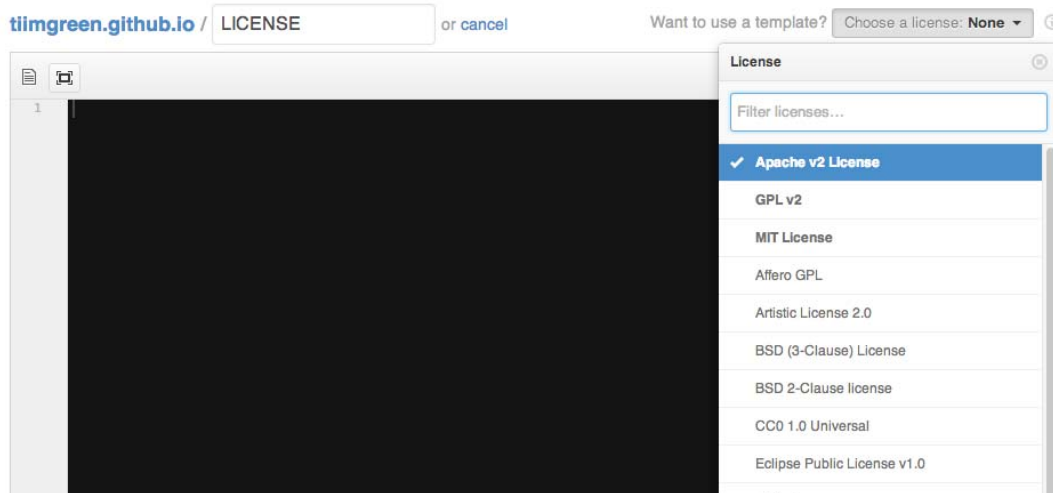 tiimgreen.github.io / LICENSE or cancel Want to use a template? Choose a license: None
License
Filter licenses...
1
Apache v2 License
GPL v2
MIT License
Affero GPL
Artistic License 2.0
BSD (3-Clause) License
BSD 2-Clause license
CC0 1.0 Universal
Eclipse Public License v1.0